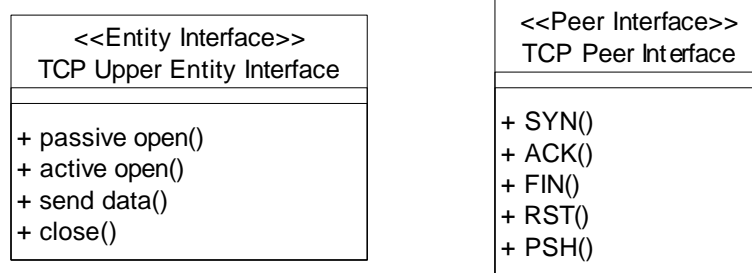 <<Entity Interface>>
TCP Upper Entity Interface
+ passive open()
+ active open()
+ send data()
+ close()
<<Peer Interface>>
TCP Peer Interface
+ SYN()
+ ACK()
+ FIN()
+ RST()
+ PSH()